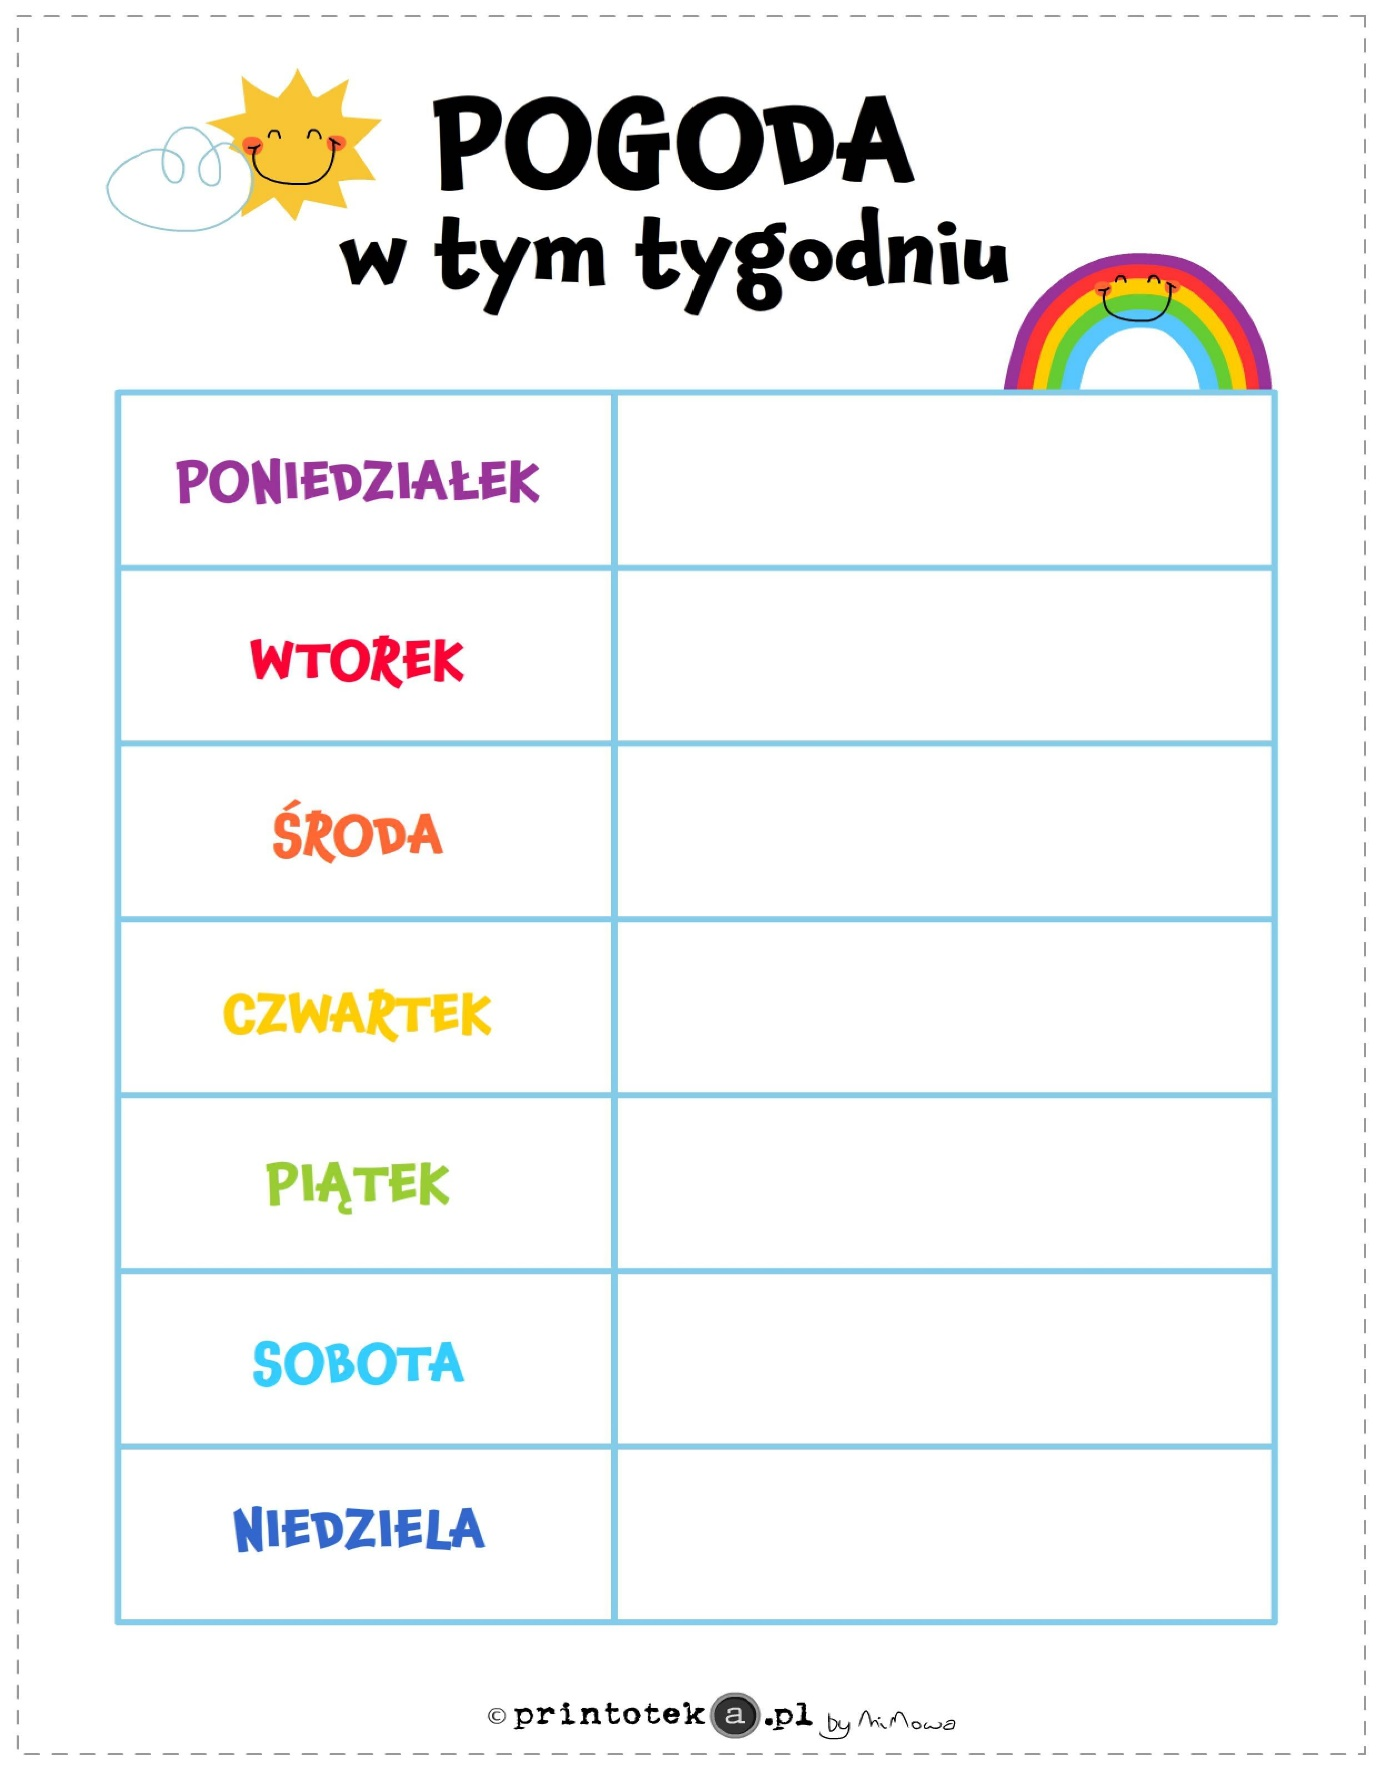 POGODA
w tym tygodniu
PONIEDZIAŁEK
WTOREK
ŚRODA
CZWARTEK
PIĄTEK
SOBOTA
NIEDZIELA
© printoteka.pl by MiMowa